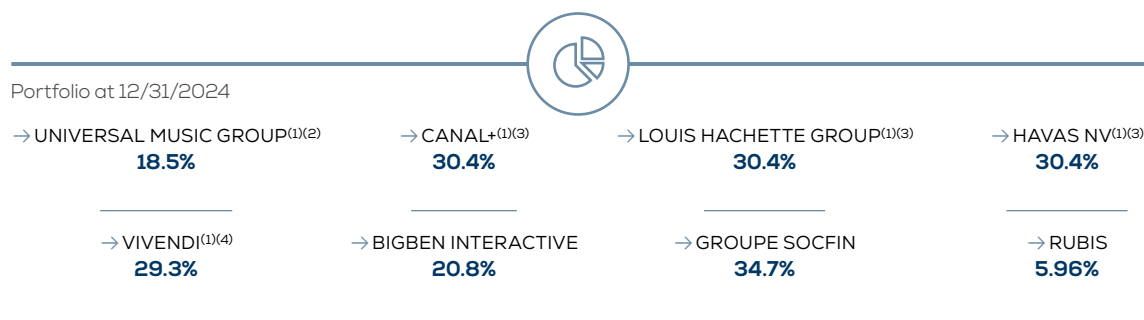 Portfolio at 12/31/2024
→ UNIVERSAL MUSIC GROUP(1)(2)
18.5%
→ CANAL+(1)(3)
30.4%
→ LOUIS HACHETTE GROUP(1)(3)
30.4%
→ HAVAS NV(1)(3)
30.4%
→ VIVENDI(1)(4)
29.3%
→ BIGBEN INTERACTIVE
20.8%
→ GROUPE SOCFIN
34.7%
→ RUBIS
5.96%